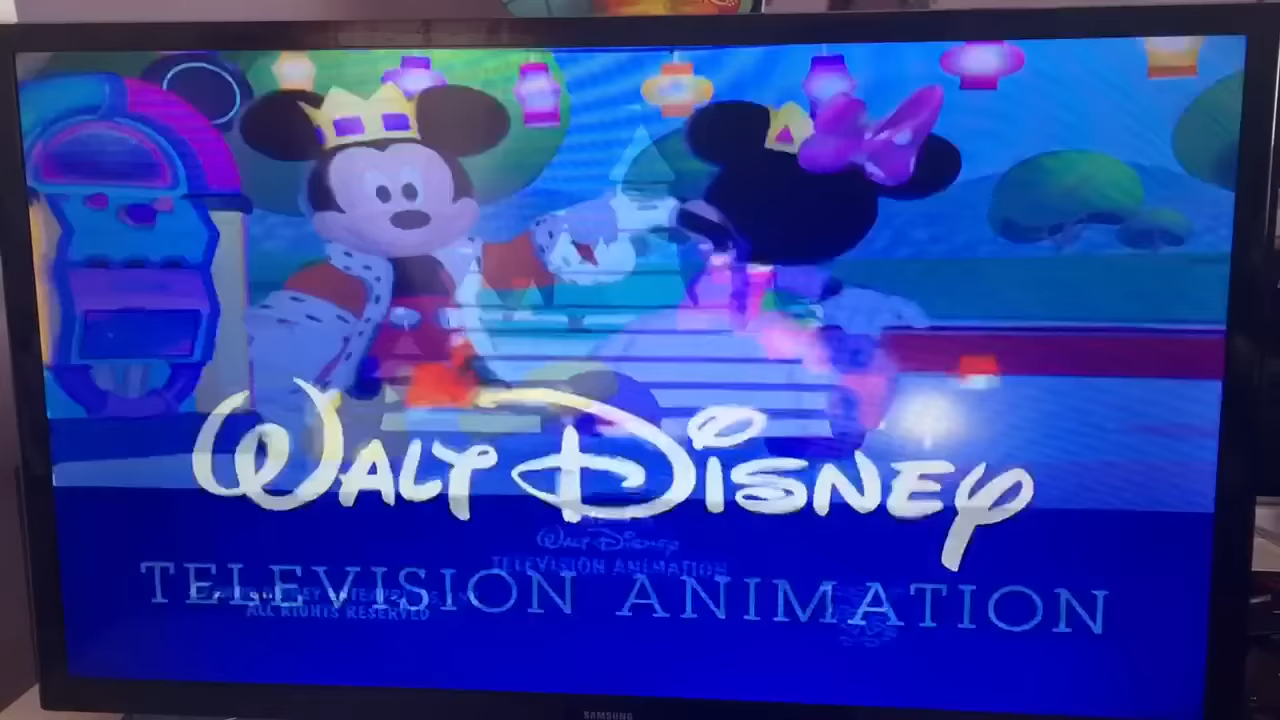 WALT DISNEY
WALT DISNEY
TELEVISION ANIMATION
TELEVISION ANIMATION
ALL RIGHTS RESERVED
SAMSUNG